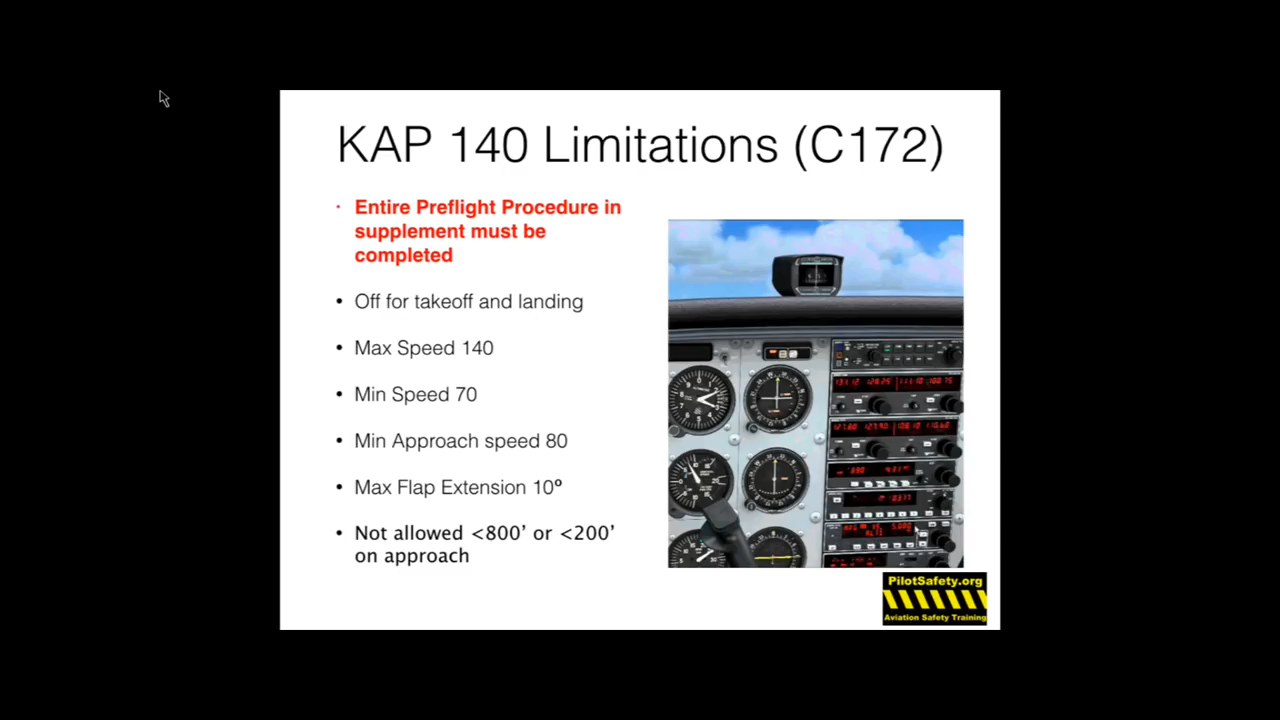 KAP 140 Limitations (C172)
• Entire Preflight Procedure in
supplement must be
completed
• Off for takeoff and landing
• Max Speed 140
• Min Speed 70
• Min Approach speed 80
• Max Flap Extension 10º
• Not allowed <800’ or <200’
on approach
PilotSafety.org
Aviation Safety Training